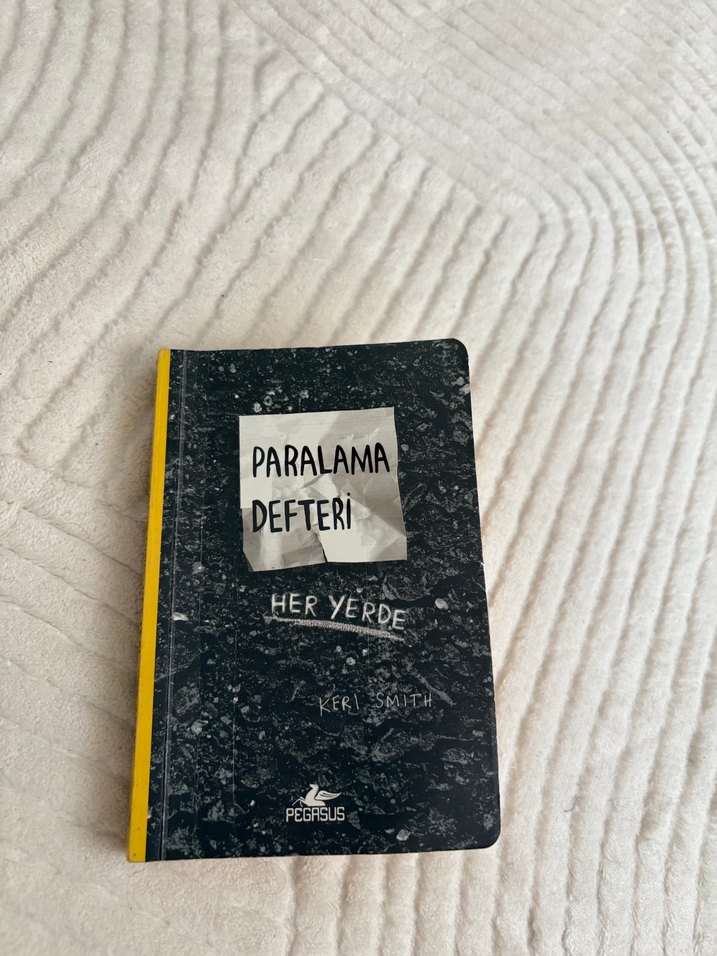 PARALAMA
DEFTERİ
HER YERDE
KERI SMITH
PEGASUS